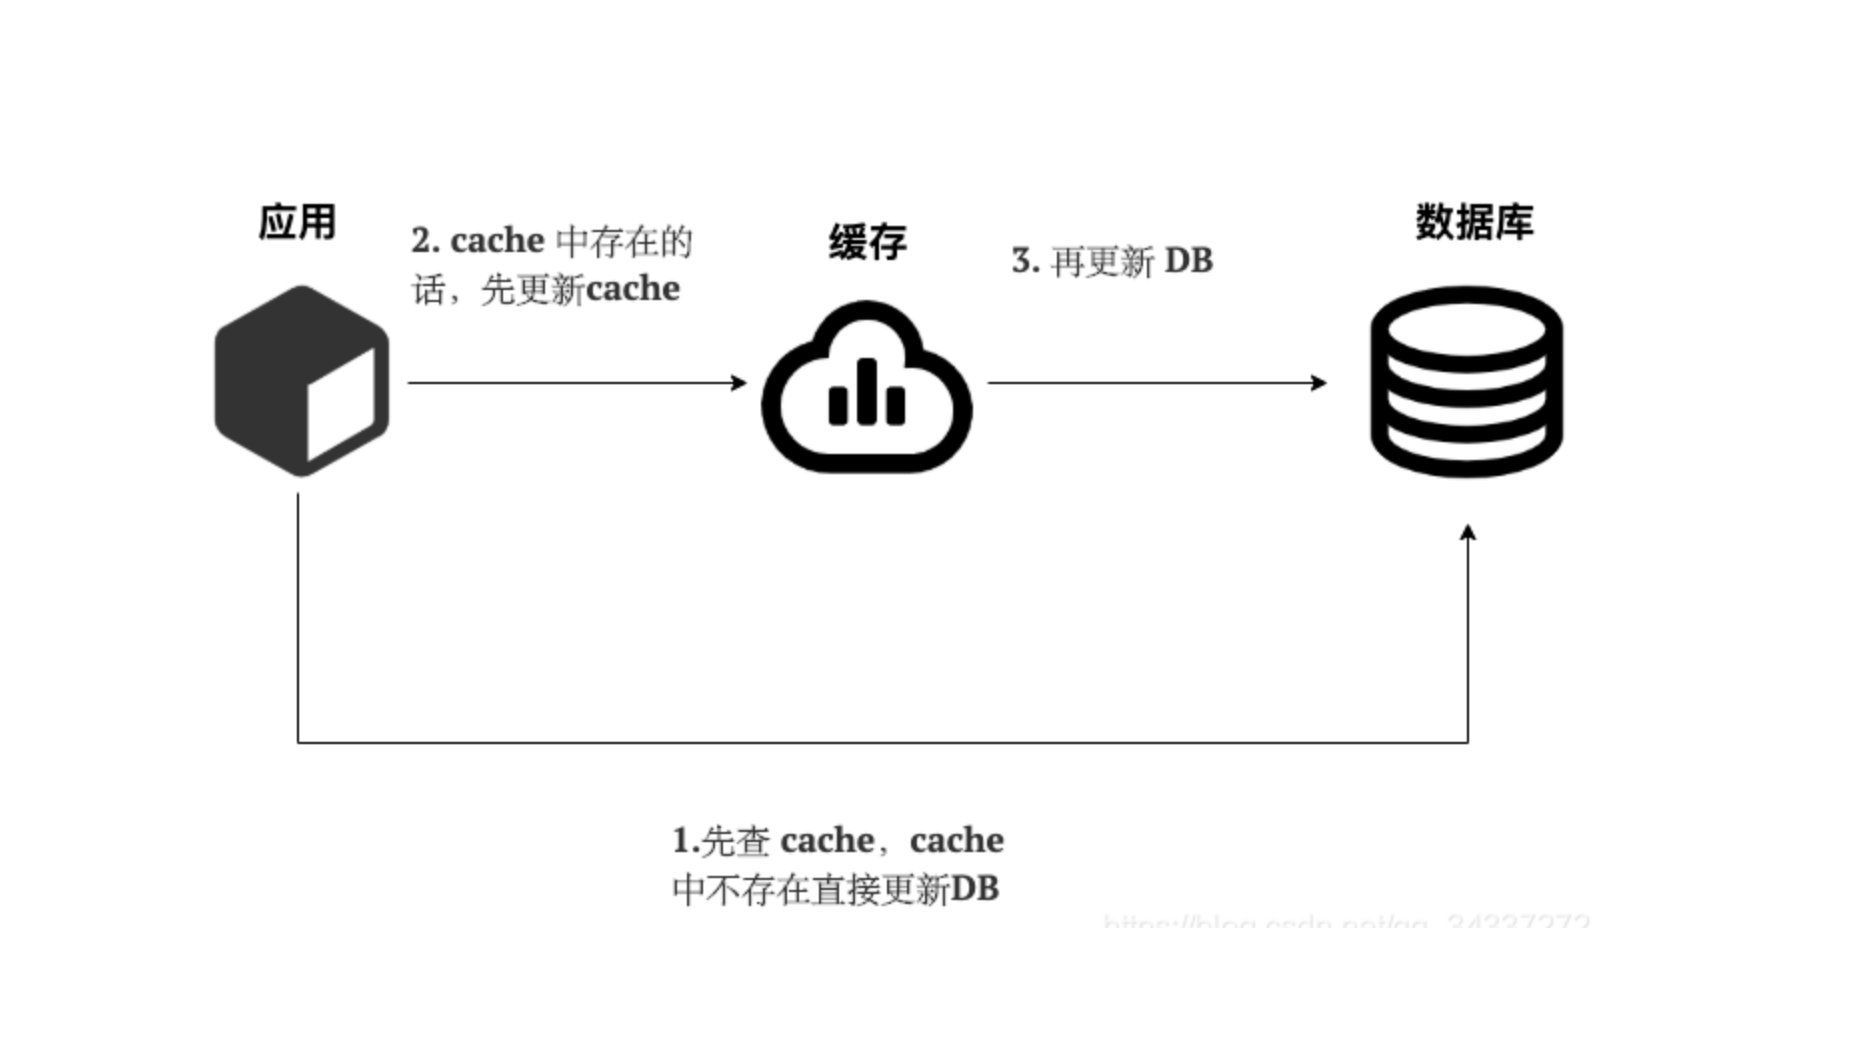 应用
2. cache 中存在的
话，先更新cache
缓存
3. 再更新 DB
数据库
1.先查 cache，cache
中不存在直接更新DB
https://blog.csdn.net/qq_34337272